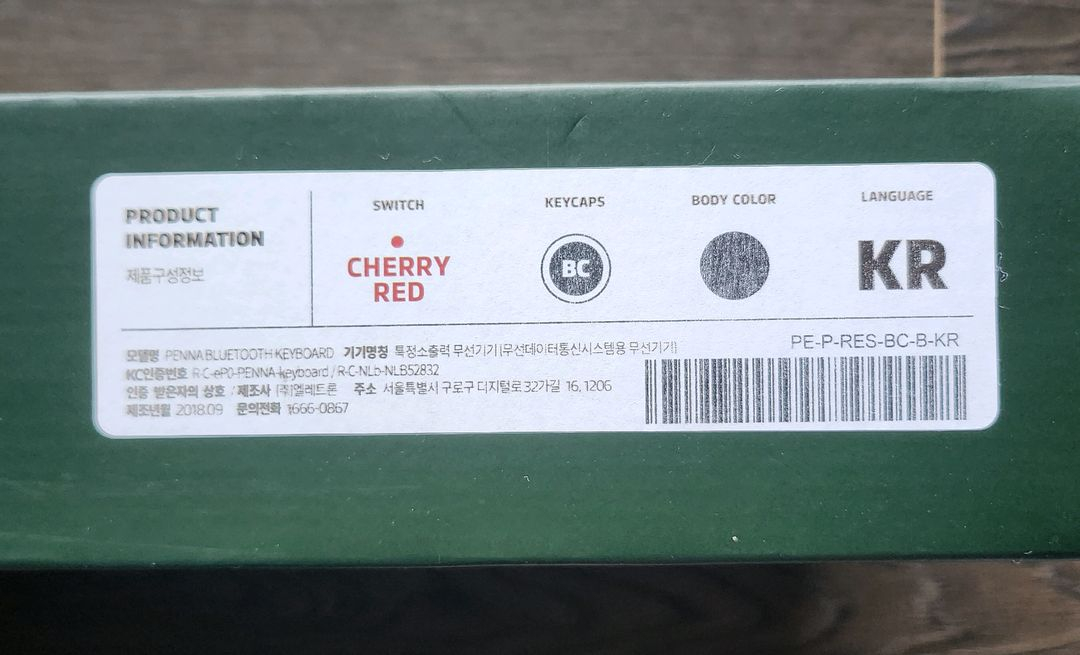 PRODUCT
INFORMATION
제품구성정보
SWITCH
CHERRY
RED
KEYCAPS
BC
BODY COLOR
LANGUAGE
KR
모델명 PENNA BLUETOOTH KEYBOARD 기기명칭 특정소출력 무선기기(무선데이터통신시스템용 무선기기)
KC인증번호 R-C-eP0-PENNA-keyboard / R-C-NLb-NLB52832
인증 받은자의 상호 / 제조사 (주)엘레트론 주소 서울특별시 구로구 디지털로32가길 16, 1206
제조년월 2018.09 문의전화 1666-0867
PE-P-RES-BC-B-KR